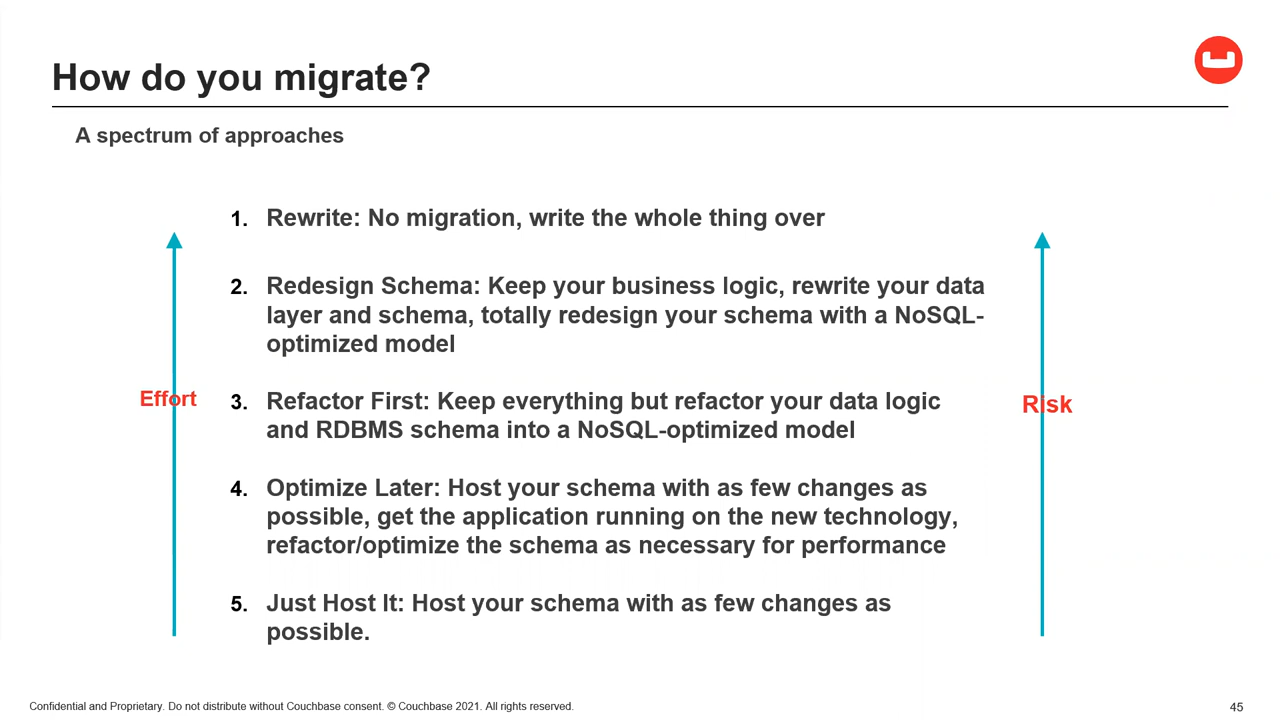 How do you migrate?
A spectrum of approaches
1. Rewrite: No migration, write the whole thing over
2. Redesign Schema: Keep your business logic, rewrite your data
layer and schema, totally redesign your schema with a NoSQL-
optimized model
Effort
3. Refactor First: Keep everything but refactor your data logic
and RDBMS schema into a NoSQL-optimized model
Risk
4. Optimize Later: Host your schema with as few changes as
possible, get the application running on the new technology,
refactor/optimize the schema as necessary for performance
5. Just Host It: Host your schema with as few changes as
possible.
Confidential and Proprietary. Do not distribute without Couchbase consent. © Couchbase 2021. All rights reserved.
45